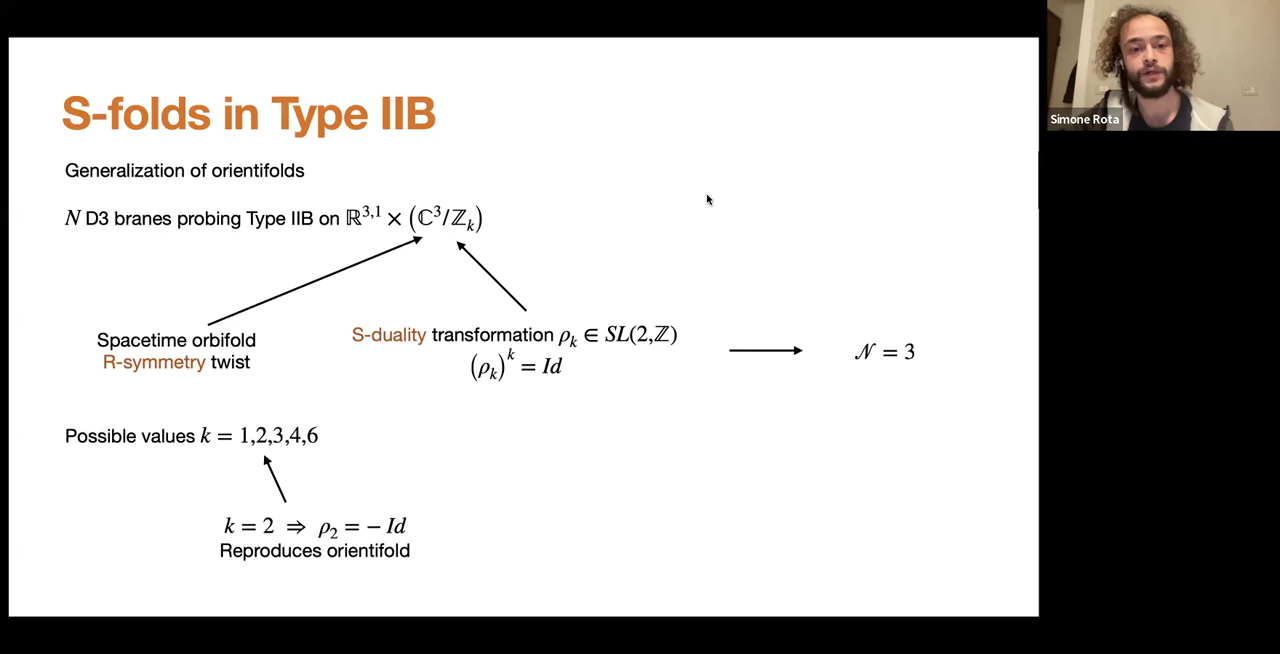 S-folds in Type IIB
Simone Rota
Generalization of orientifolds
N D3 branes probing Type IIB on ℝ^{3,1} × (ℂ^3/ℤ_k)
Spacetime orbifold
R-symmetry twist
S-duality transformation ρ_k ∈ SL(2,ℤ)
(ρ_k)^k = Id
𝒩 = 3
Possible values k = 1,2,3,4,6
k = 2 ⇒ ρ_2 = − Id
Reproduces orientifold